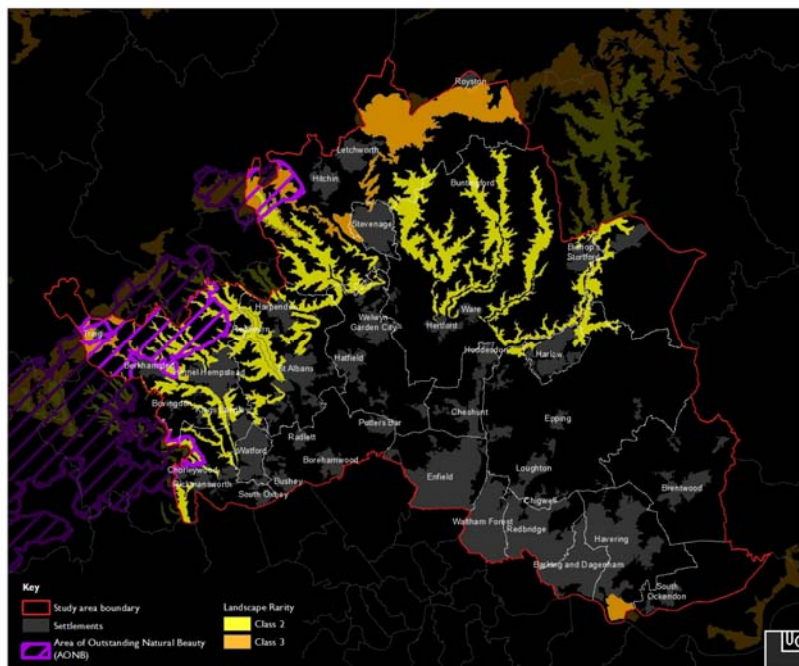 Royston
Letchworth
Hitchin
Buntingford
Stevenage
Bishop's
Stortford
Harpenden
Welwyn
Garden City
Ware
Hertford
Tring
Hoddesdon
Harlow
Berkhamsted
Hemel Hempstead
St Albans
Hatfield
Bovingdon
Kings Langley
Cheshunt
Epping
Potters Bar
Radlett
Watford
Borehamwood
Chorleywood
Enfield
Loughton
Rickmansworth
Bushey
South Oxhey
Brentwood
Chigwell
Waltham Forest
Redbridge
Havering
Barking and Dagenham
South
Ockendon
Key
Study area boundary
Settlements
Area of Outstanding Natural Beauty
(AONB)
Landscape Rarity
Class 2
Class 3